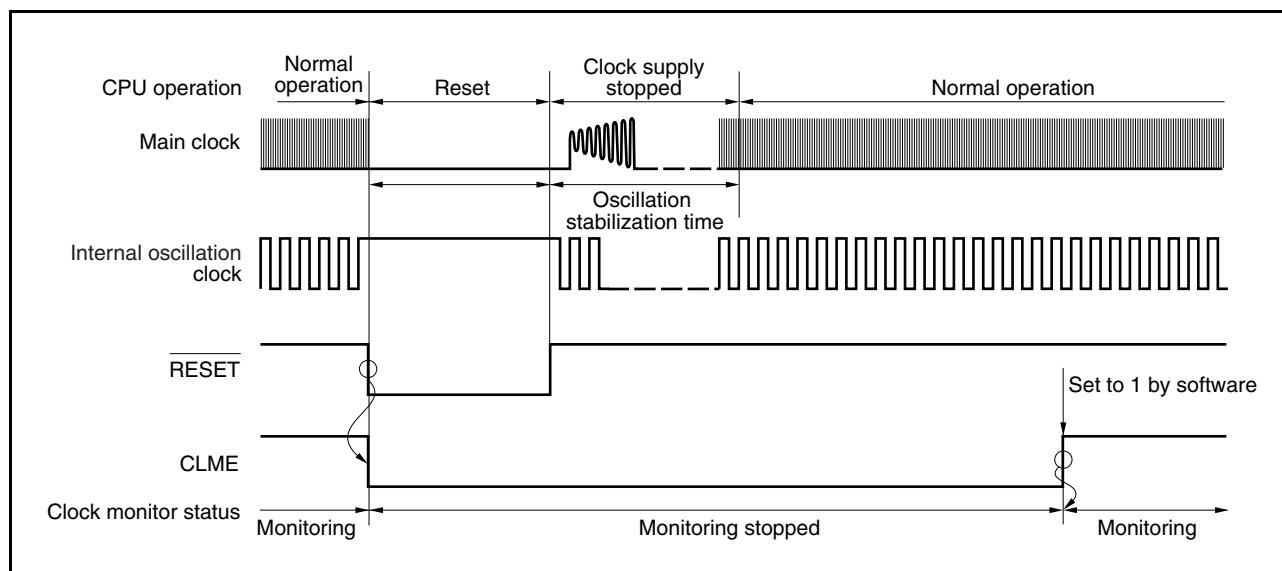 Normal
operation
Clock supply
stopped
CPU operation
Reset
Normal operation
Main clock
Oscillation
stabilization time
Internal oscillation
clock
RESET
Set to 1 by software
CLME
Clock monitor status
Monitoring
Monitoring stopped
Monitoring